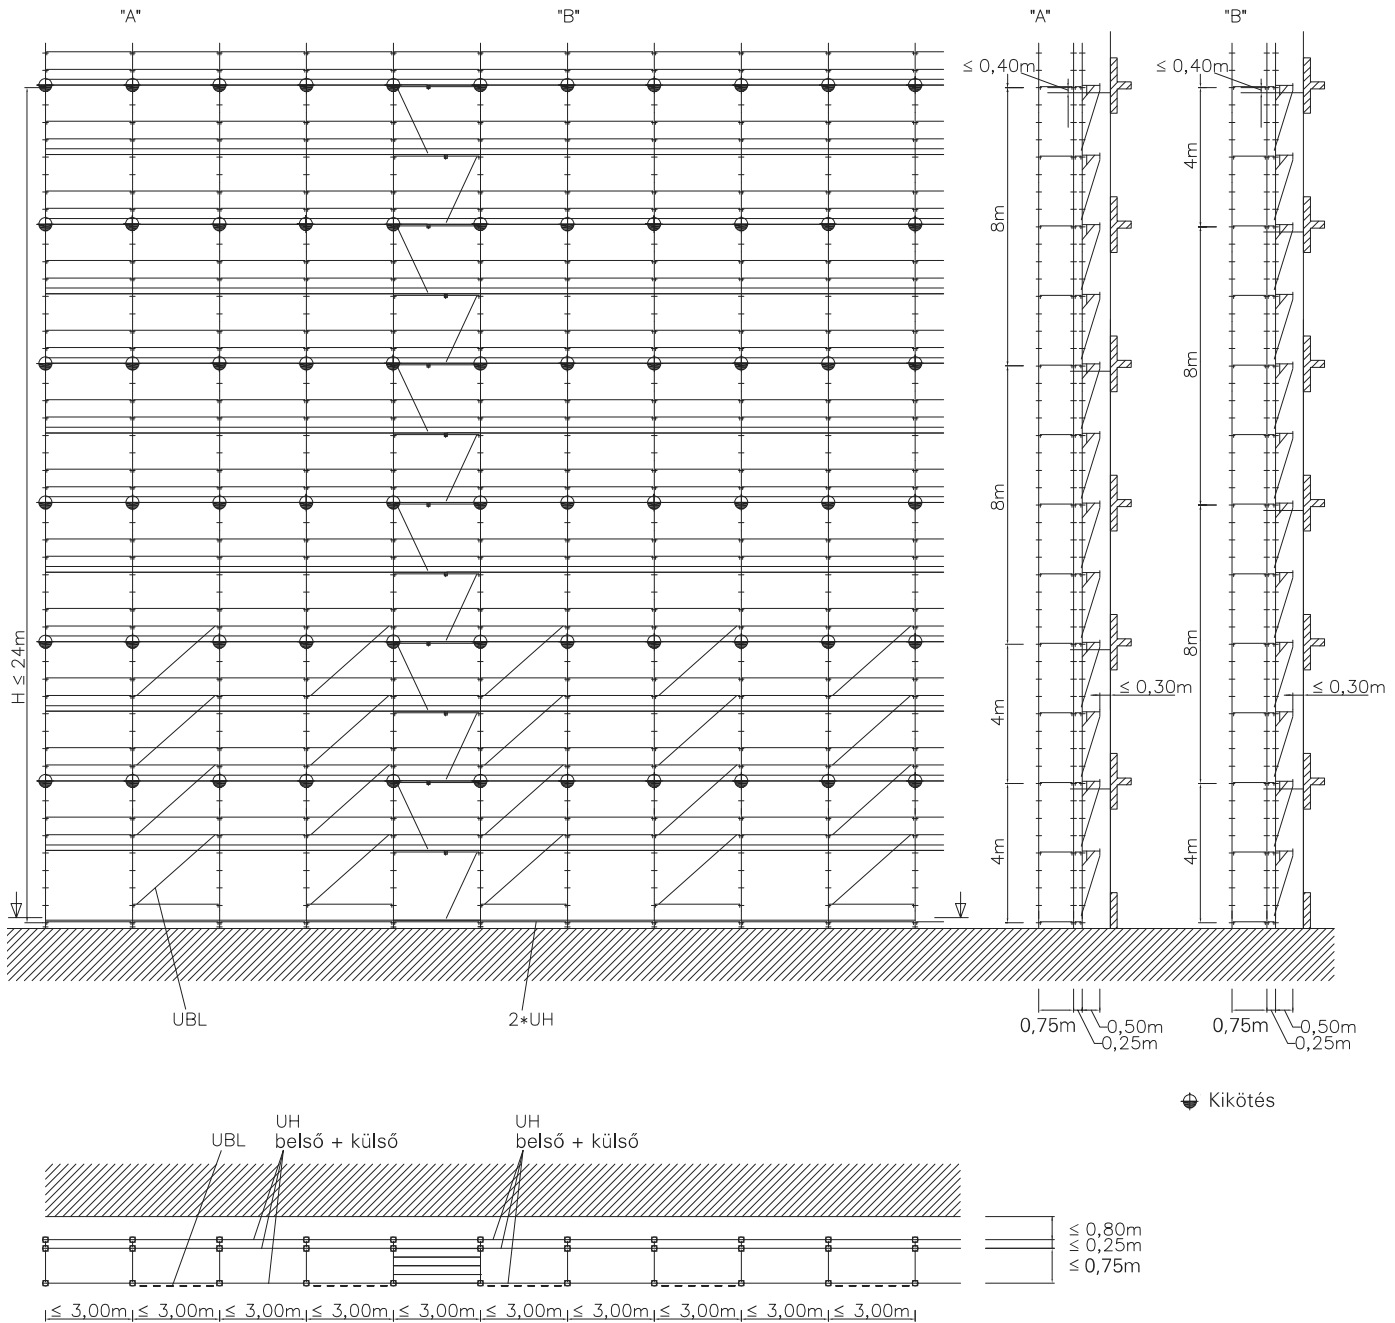 "A"
"B"
"A"
"B"
≤ 0,40m
≤ 0,40m
4m
8m
8m
8m
H ≤ 24m
8m
≤ 0,30m
≤ 0,30m
4m
4m
4m
UBL
2*UH
0,75m
0,50m
0,25m
0,75m
0,50m
0,25m
Kikötés
UBL
UH
belső + külső
UH
belső + külső
≤ 0,80m
≤ 0,25m
≤ 0,75m
≤ 3,00m ≤ 3,00m ≤ 3,00m ≤ 3,00m ≤ 3,00m ≤ 3,00m ≤ 3,00m ≤ 3,00m ≤ 3,00m ≤ 3,00m